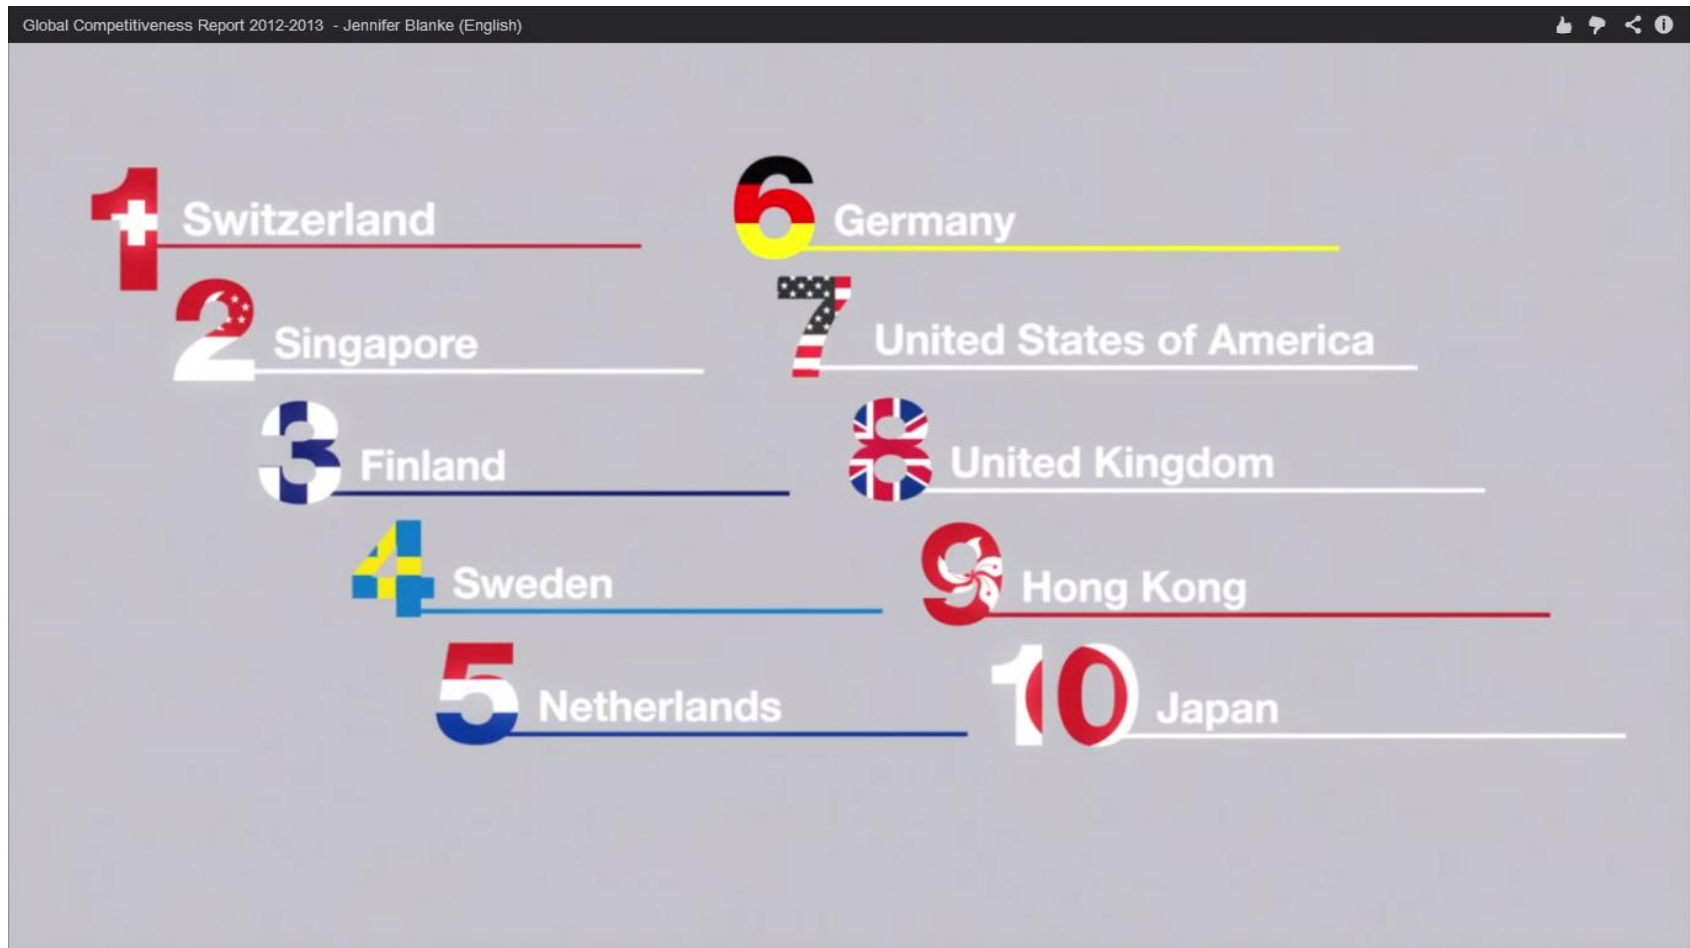 Global Competitiveness Report 2012-2013 - Jennifer Blanke (English)
1 Switzerland
2 Singapore
3 Finland
4 Sweden
5 Netherlands
6 Germany
7 United States of America
8 United Kingdom
9 Hong Kong
10 Japan